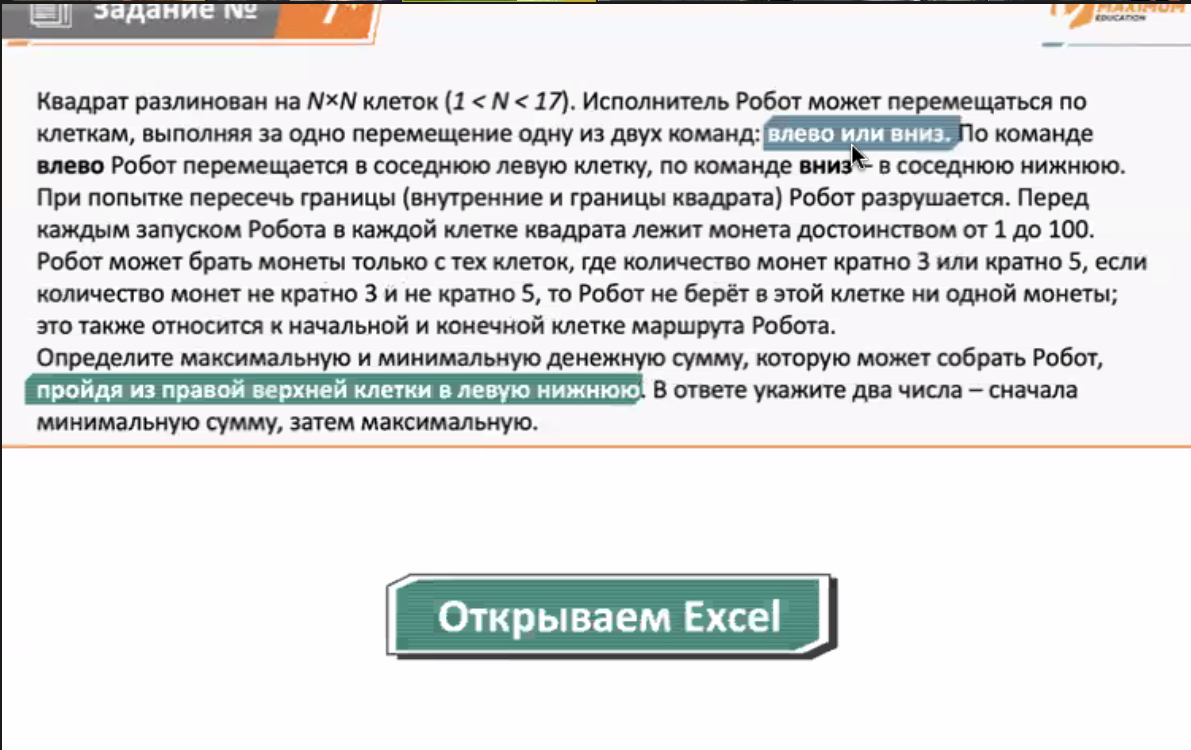 Задание №
MAXIMUM
EDUCATION
Квадрат разлинован на N×N клеток (1 < N < 17). Исполнитель Робот может перемещаться по
клеткам, выполняя за одно перемещение одну из двух команд: влево или вниз. По команде
влево Робот перемещается в соседнюю левую клетку, по команде вниз – в соседнюю нижнюю.
При попытке пересечь границы (внутренние и границы квадрата) Робот разрушается. Перед
каждым запуском Робота в каждой клетке квадрата лежит монета достоинством от 1 до 100.
Робот может брать монеты только с тех клеток, где количество монет кратно 3 или кратно 5, если
количество монет не кратно 3 и не кратно 5, то Робот не берёт в этой клетке ни одной монеты;
это также относится к начальной и конечной клетке маршрута Робота.
Определите максимальную и минимальную денежную сумму, которую может собрать Робот,
пройдя из правой верхней клетки в левую нижнюю. В ответе укажите два числа – сначала
минимальную сумму, затем максимальную.
Открываем Excel